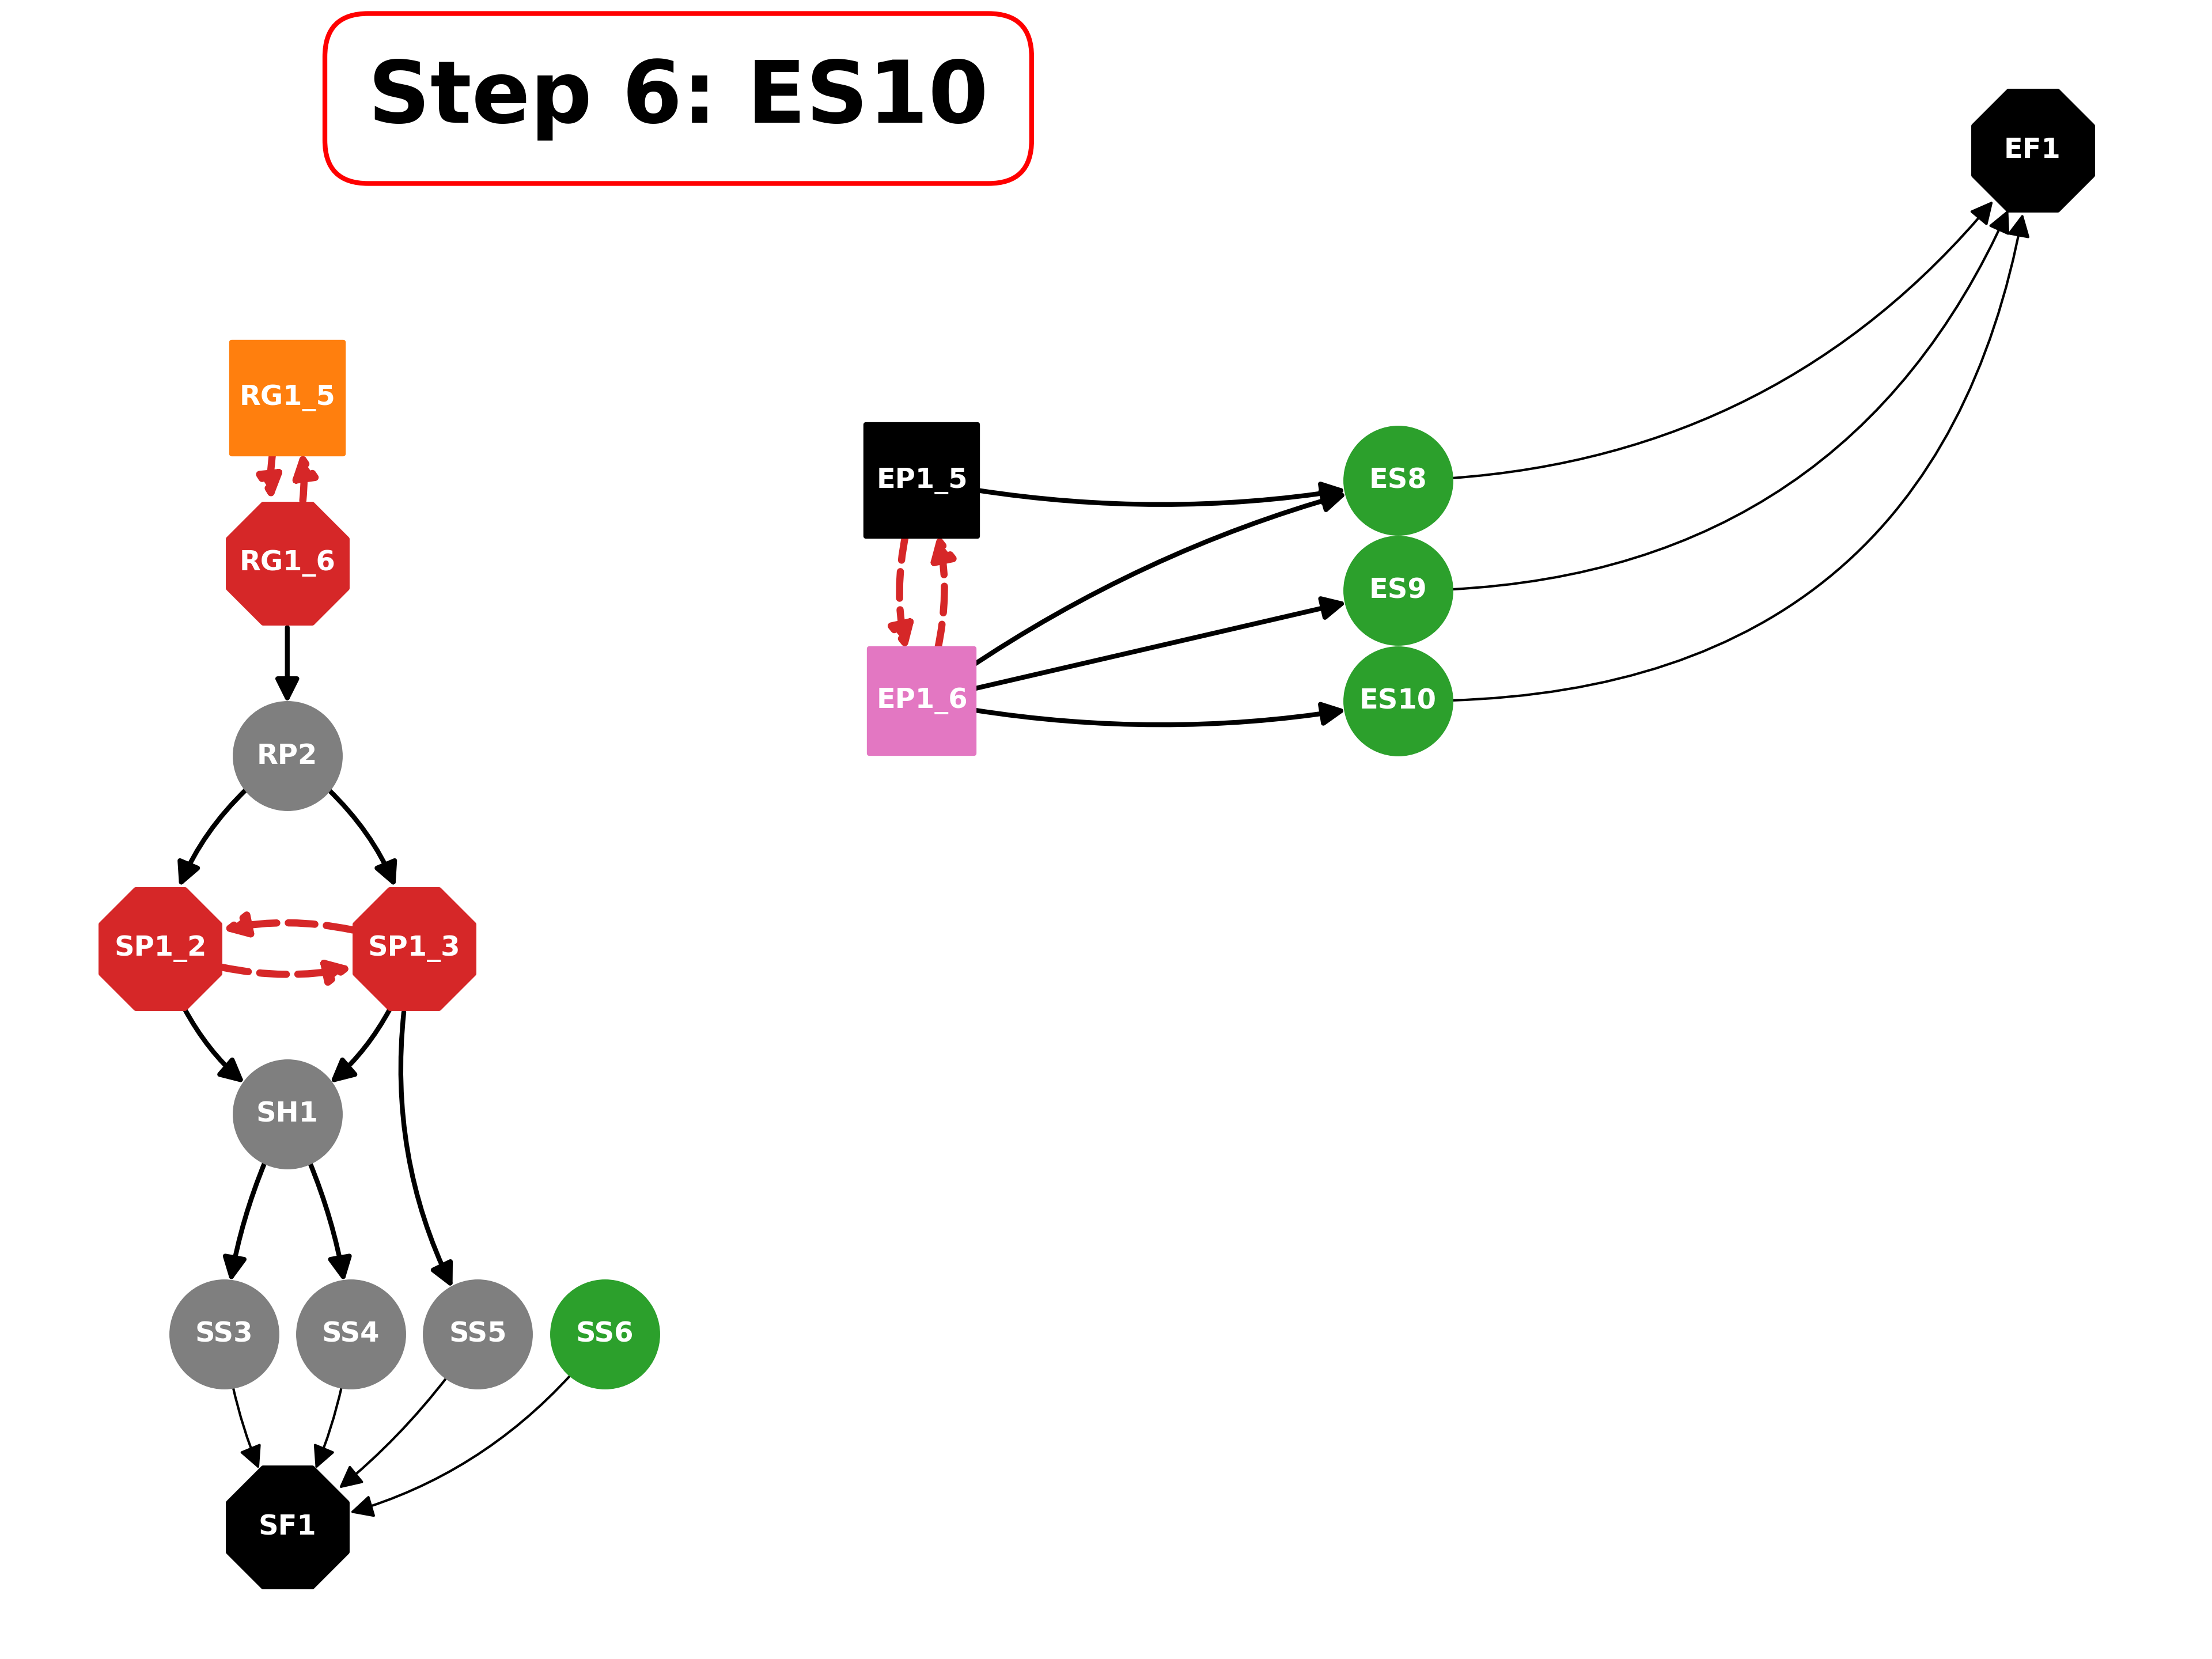 Step 6: ES10
EF1
RG1_5
EP1_5
ES8
RG1_6
ES9
EP1_6
ES10
RP2
SP1_2
SP1_3
SH1
SS3
SS4
SS5
SS6
SF1